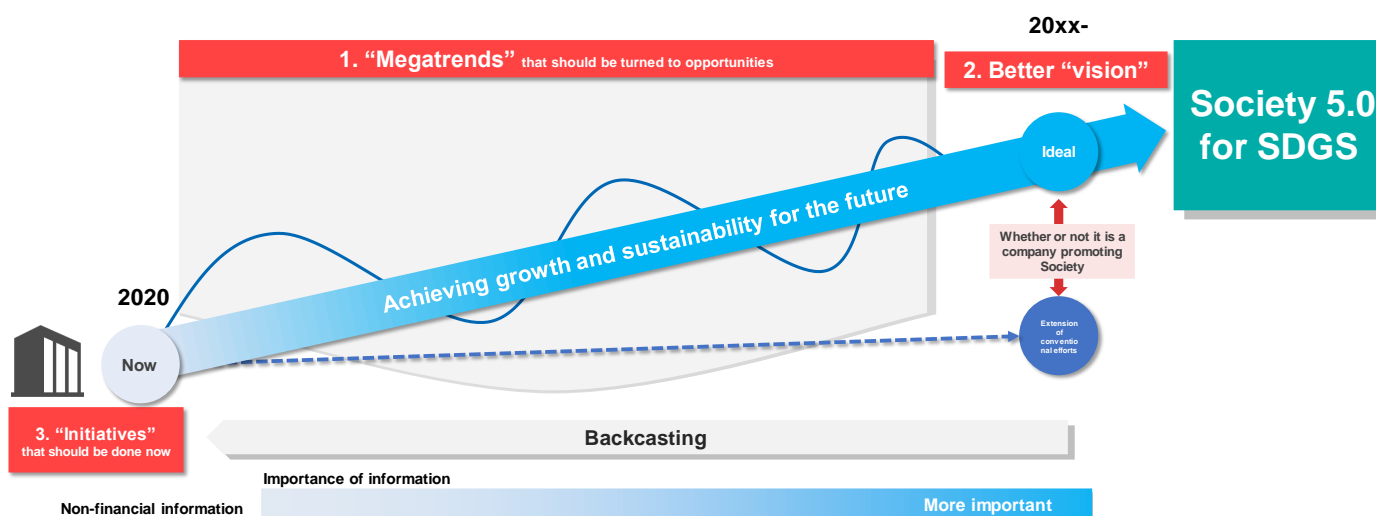 20xx-
1. “Megatrends” that should be turned to opportunities
2. Better “vision”
Society 5.0
for SDGS
Ideal
Achieving growth and sustainability for the future
Whether or not it is a
company promoting
Society
2020
Now
Extension
of
conventio
nal efforts
3. “Initiatives”
that should be done now
Backcasting
Importance of information
Non-financial information
More important